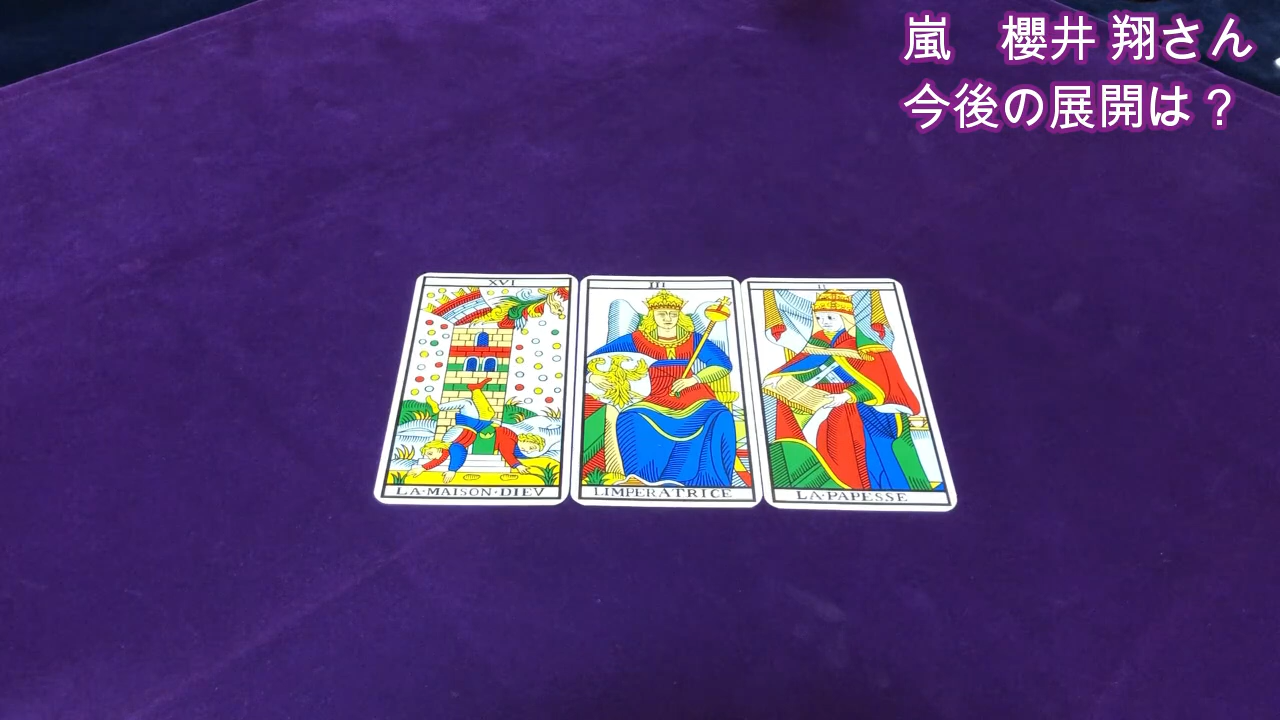 嵐　櫻井 翔さん
今後の展開は？
XVI
III
II
LA·MAISON·DIEV
LIMPERATRICE
LA·PAPESSE